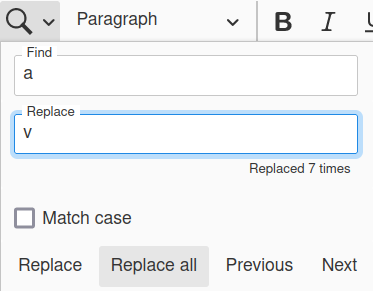 Paragraph B I U
Find
a
Replace
v
Replaced 7 times
Match case
Replace Replace all Previous Next